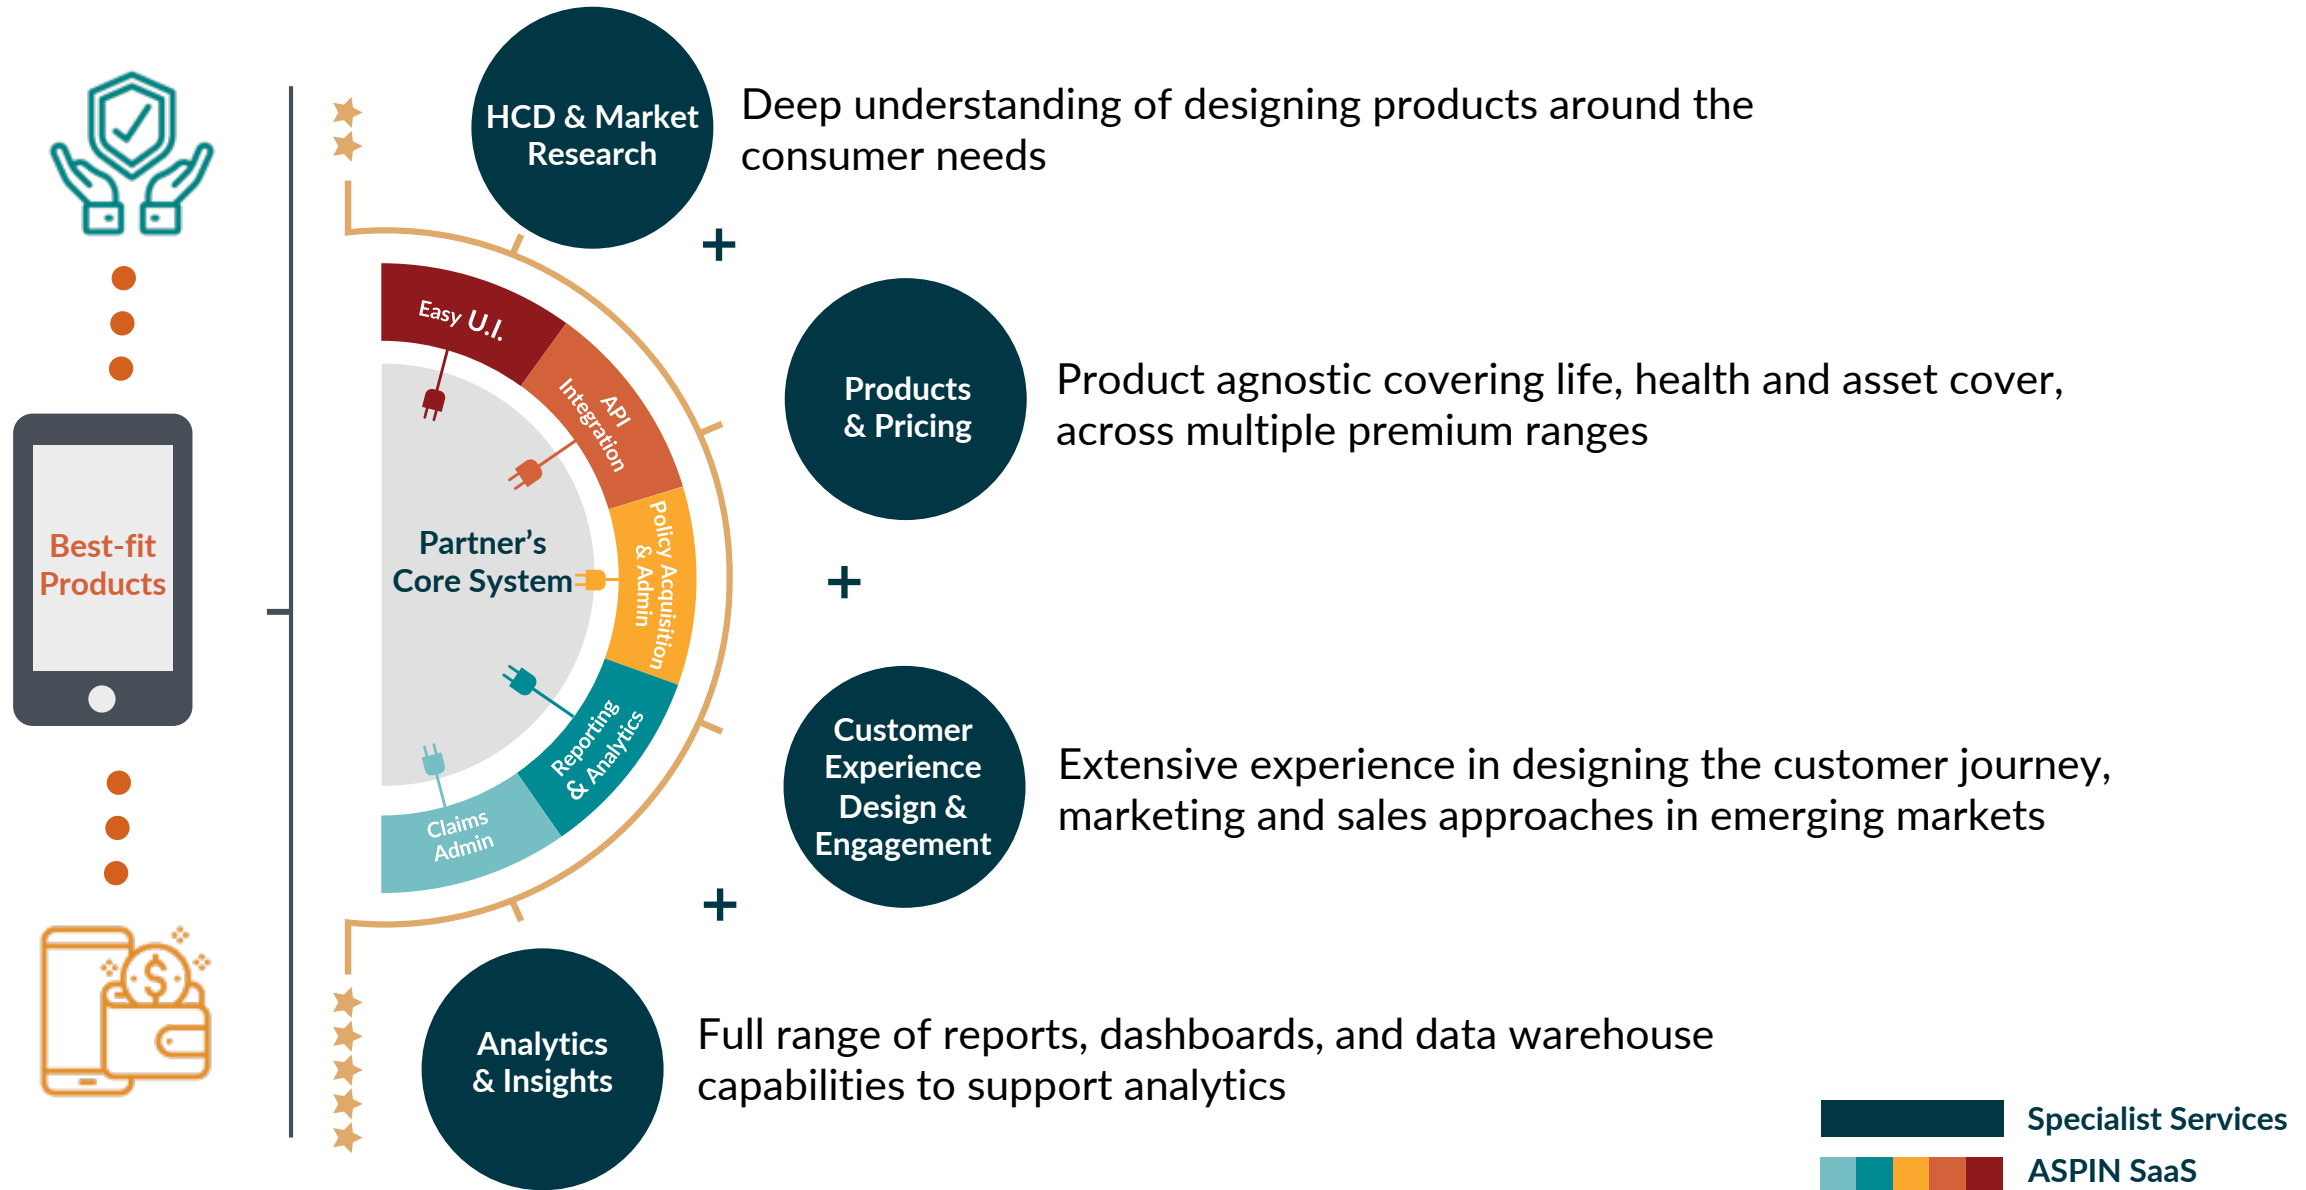 HCD & Market
Research
Deep understanding of designing products around the
consumer needs
+
Easy U.I.
API
Integration
Products
& Pricing
Product agnostic covering life, health and asset cover,
across multiple premium ranges
Best-fit
Products
Partner’s
Core System
Policy Acquisition
& Admin
+
Reporting
& Analytics
Claims
Admin
Customer
Experience
Design &
Engagement
Extensive experience in designing the customer journey,
marketing and sales approaches in emerging markets
+
$
Analytics
& Insights
Full range of reports, dashboards, and data warehouse
capabilities to support analytics
Specialist Services
ASPIN SaaS